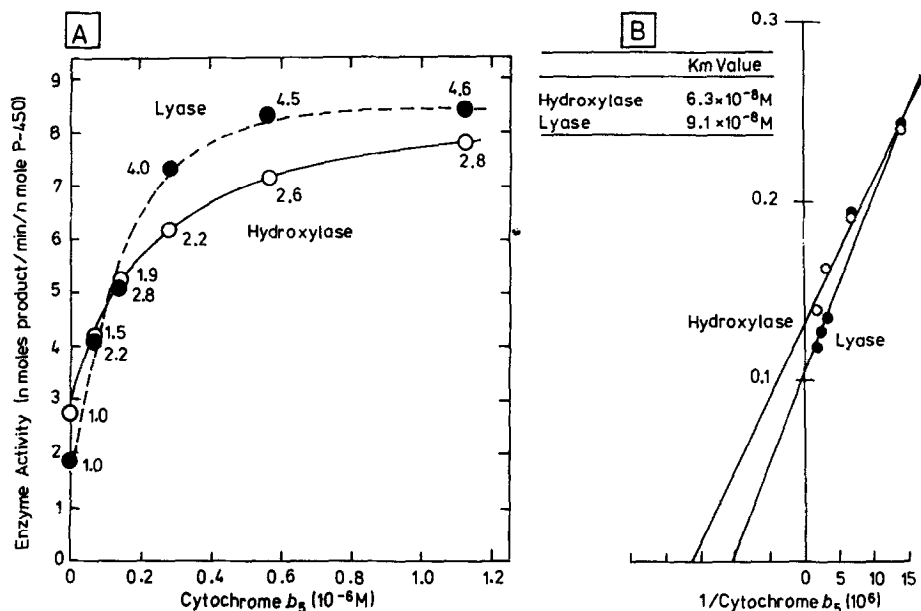 A
Enzyme Activity (n moles product/min/n mole P-450)
9
8
7
6
5
4
3
2
1
0
Lyase
4.5
4.6
4.0
2.8
2.6
Hydroxylase
2.2
1.9
2.8
1.5
2.2
1.0
1.0
0
0.2
0.4
0.6
0.8
1.0
1.2
Cytochrome b5 (10-6M)
B
Km Value
Hydroxylase 6.3×10-8M
Lyase 9.1×10-8M
0.3
0.2
0.1
Hydroxylase
Lyase
0 5 10 15
1/Cytochrome b5 (106)